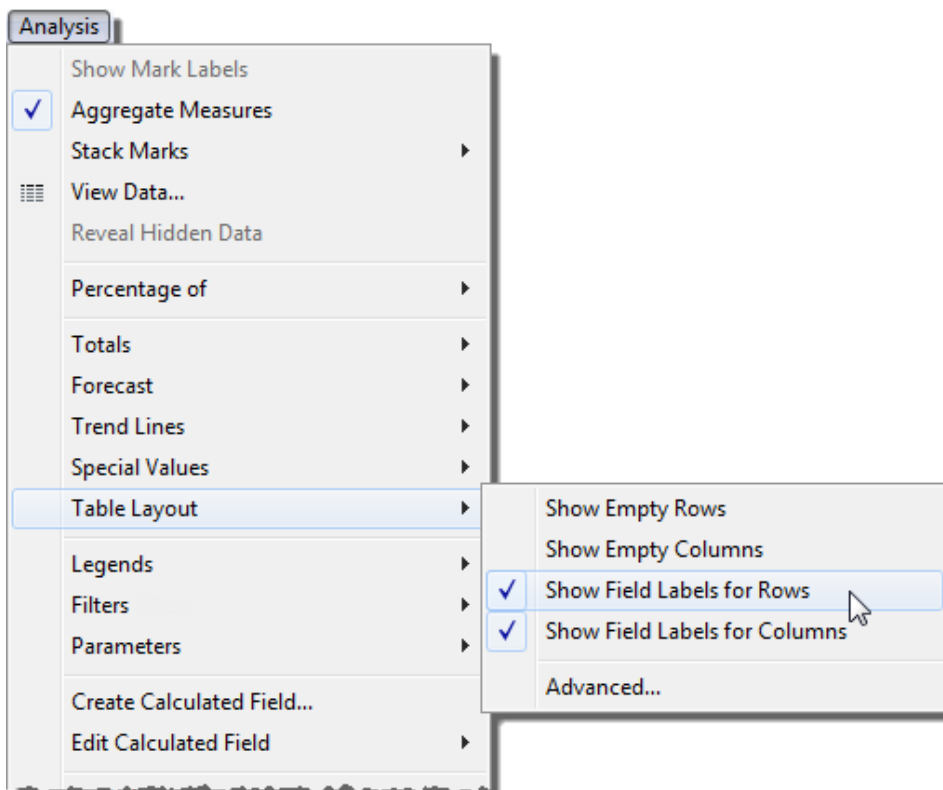 Analysis
Show Mark Labels
Aggregate Measures
Stack Marks
View Data...
Reveal Hidden Data
Percentage of
Totals
Forecast
Trend Lines
Special Values
Table Layout
Legends
Filters
Parameters
Create Calculated Field...
Edit Calculated Field
Show Empty Rows
Show Empty Columns
Show Field Labels for Rows
Show Field Labels for Columns
Advanced...